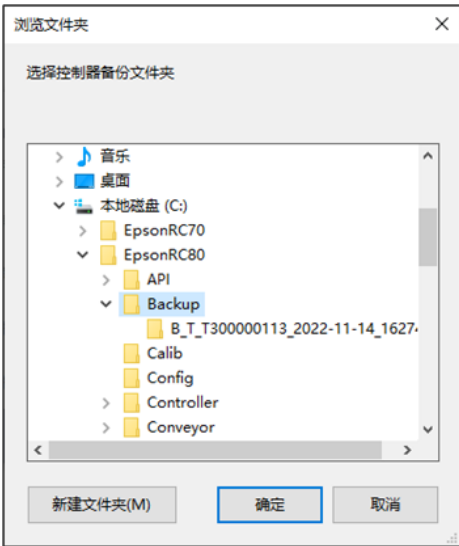 浏览文件夹
选择控制器备份文件夹
音乐
桌面
本地磁盘 (C:)
EpsonRC70
EpsonRC80
API
Backup
B_T_T300000113_2022-11-14_1627
Calib
Config
Controller
Conveyor
新建文件夹(M) 确定 取消